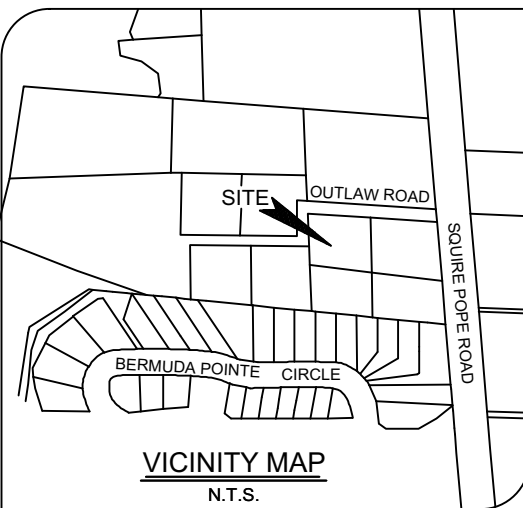 SITE
OUTLAW ROAD
SQUIRE POPE ROAD
BERMUDA POINTE CIRCLE
VICINITY MAP
N.T.S.